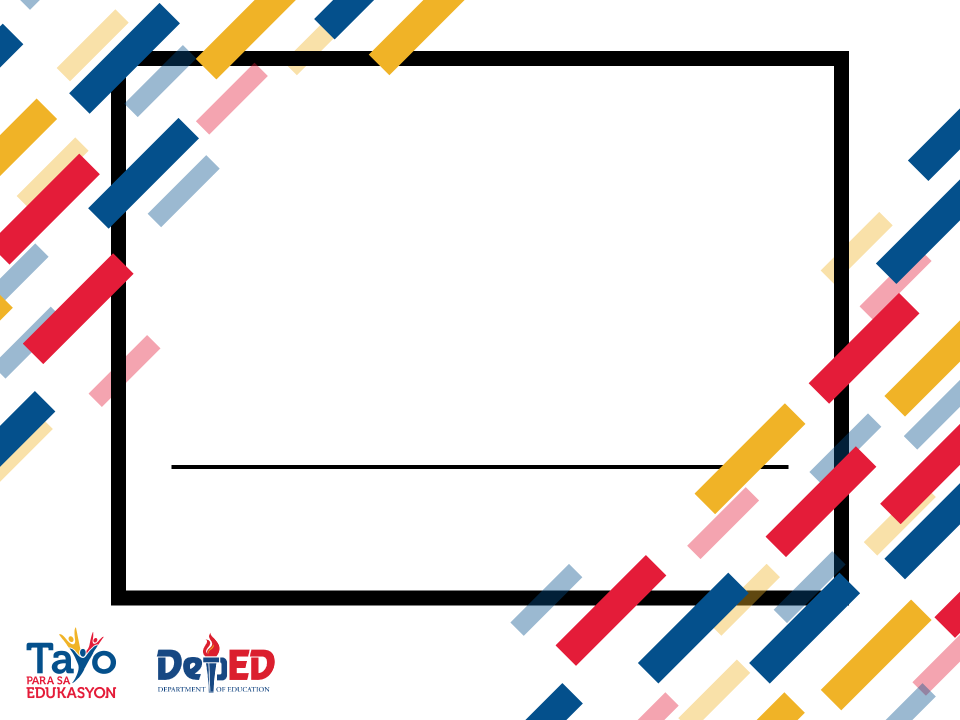 Tayo
PARA SA
EDUKASYON
DepED
DEPARTMENT OF EDUCATION